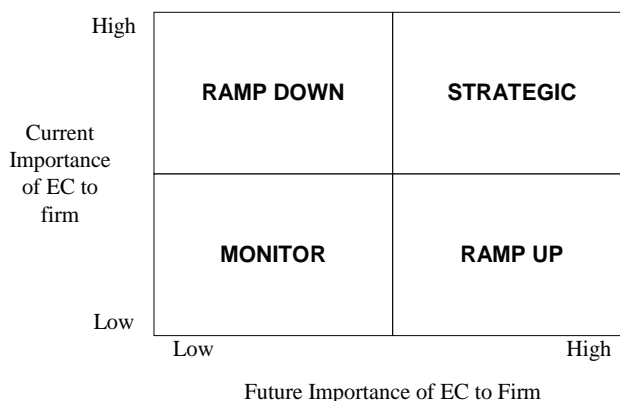 High
RAMP DOWN
STRATEGIC
Current
Importance
of EC to
firm
MONITOR
RAMP UP
Low
Low
High
Future Importance of EC to Firm